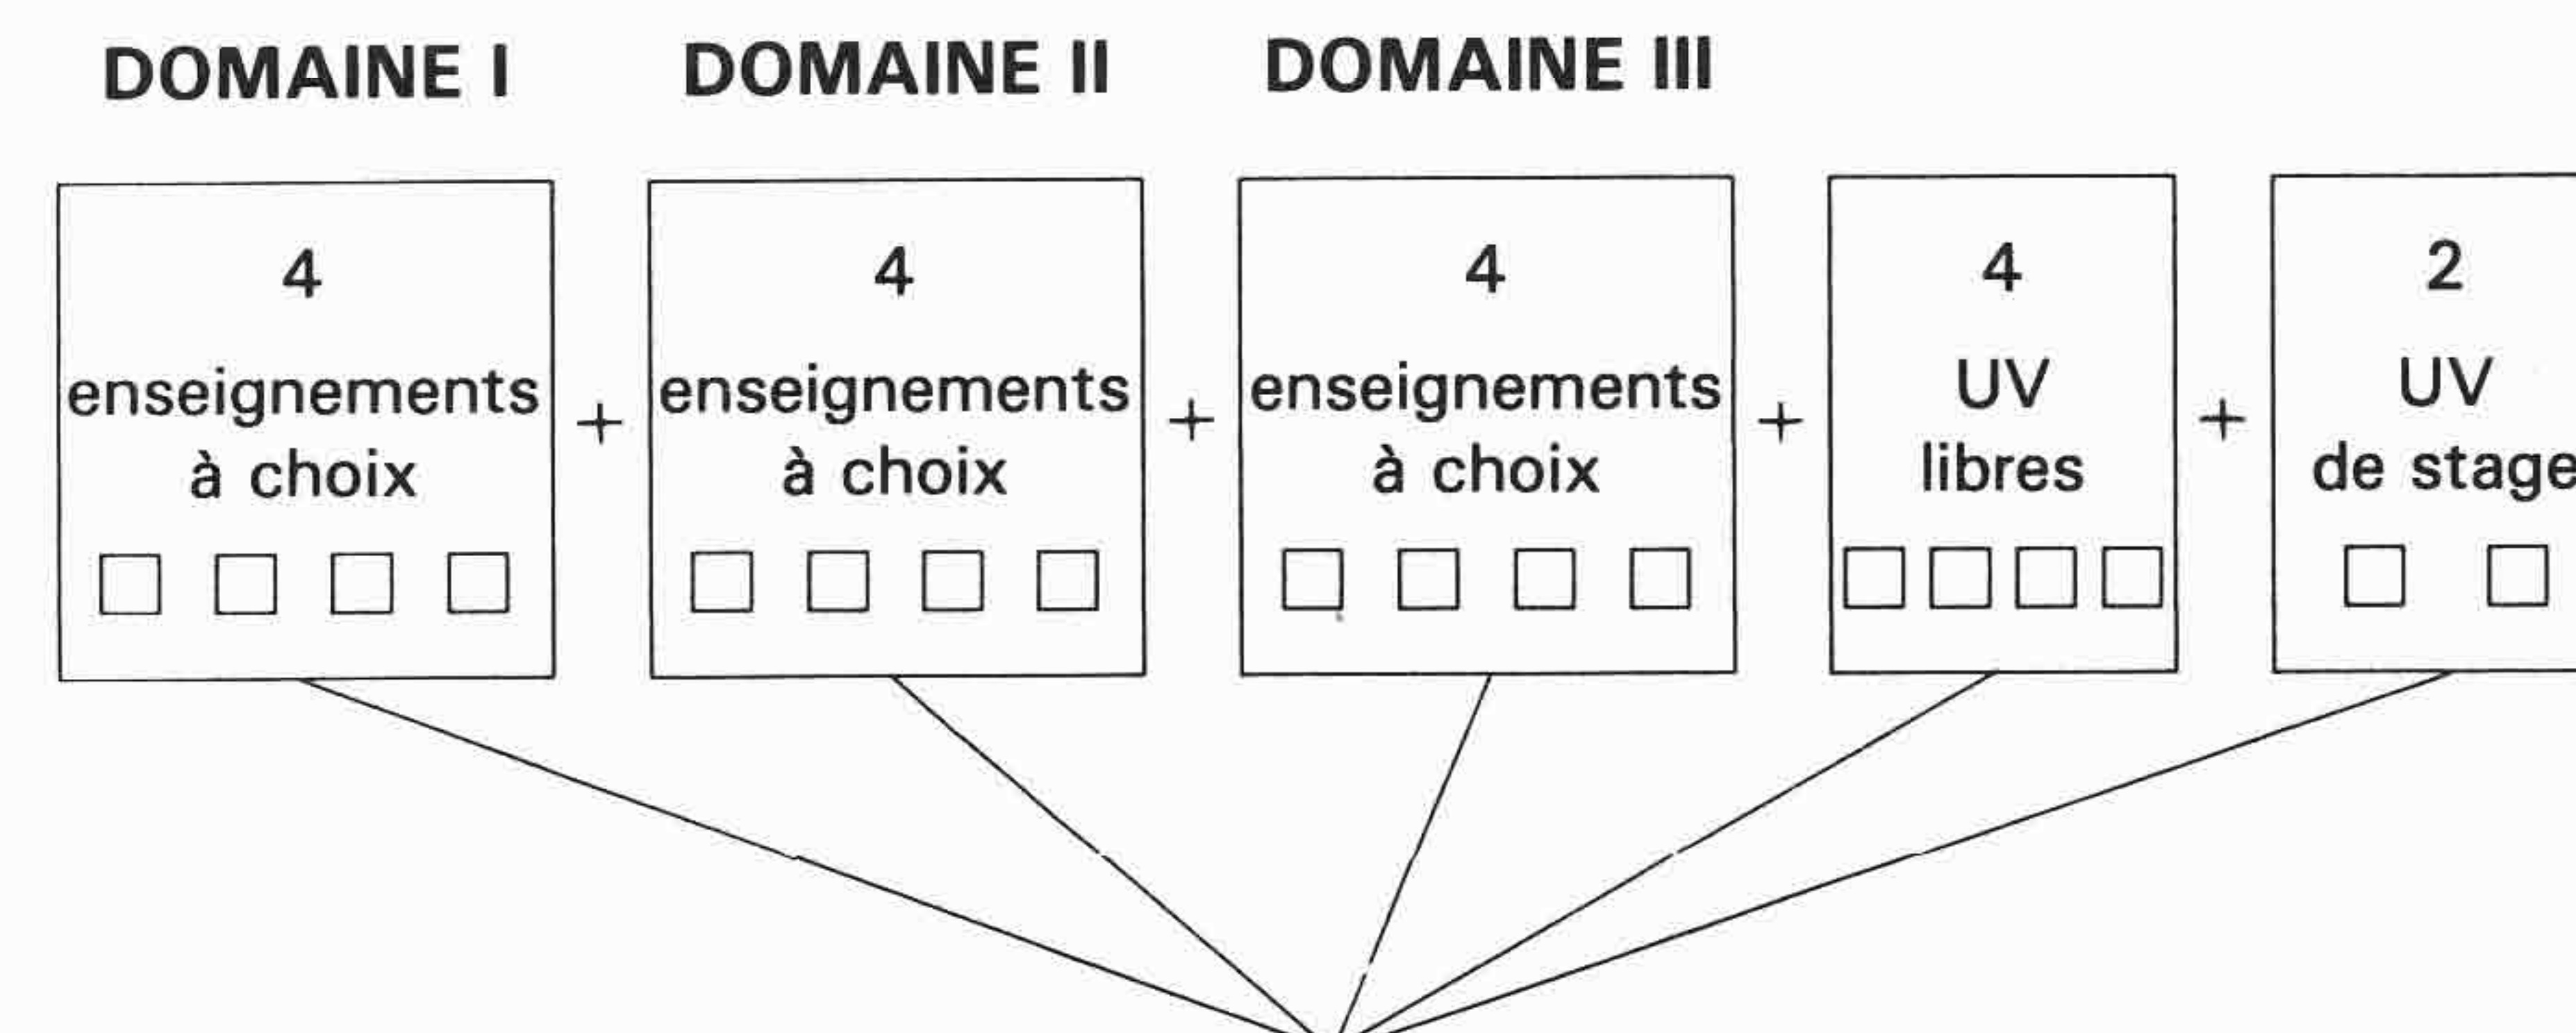 DOMAINE I DOMAINE II DOMAINE III
4
enseignements
à choix
+
4
enseignements
à choix
+
4
enseignements
à choix
+
4
UV
libres
+
2
UV
de stage